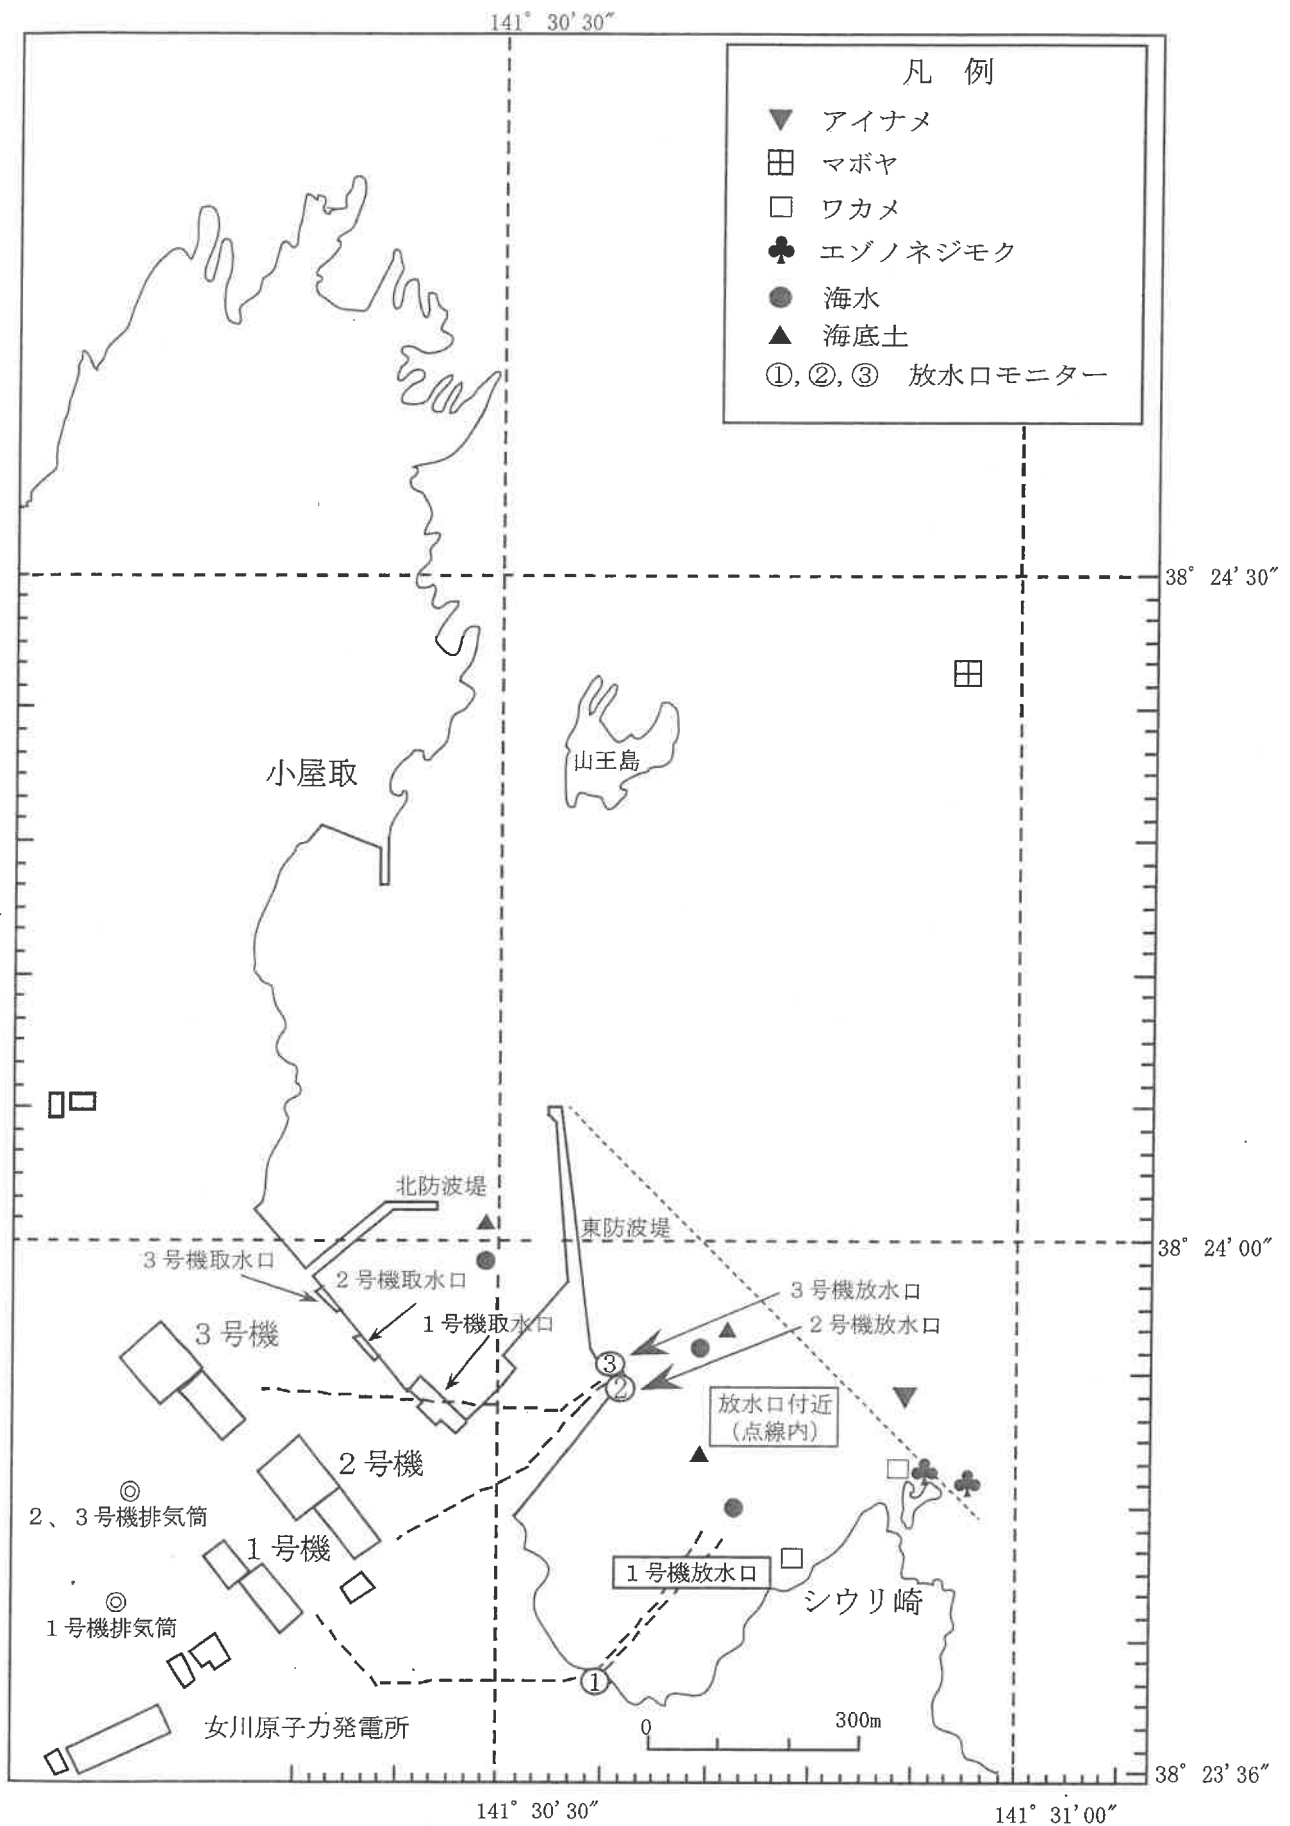 141° 30′30″
凡 例
アイナメ
マボヤ
ワカメ
エゾノネジモク
海水
海底土
①,②,③ 放水口モニター
38° 24′30″
山王島
小屋取
北防波堤
東防波堤
38° 24′00″
3号機取水口
2号機取水口
1号機取水口
3号機放水口
2号機放水口
3号機
③
②
放水口付近
(点線内)
2号機
2、3号機排気筒
1号機
1号機放水口
シウリ崎
1号機排気筒
①
女川原子力発電所
0 300m
38° 23′36″
141° 30′30″
141° 31′00″